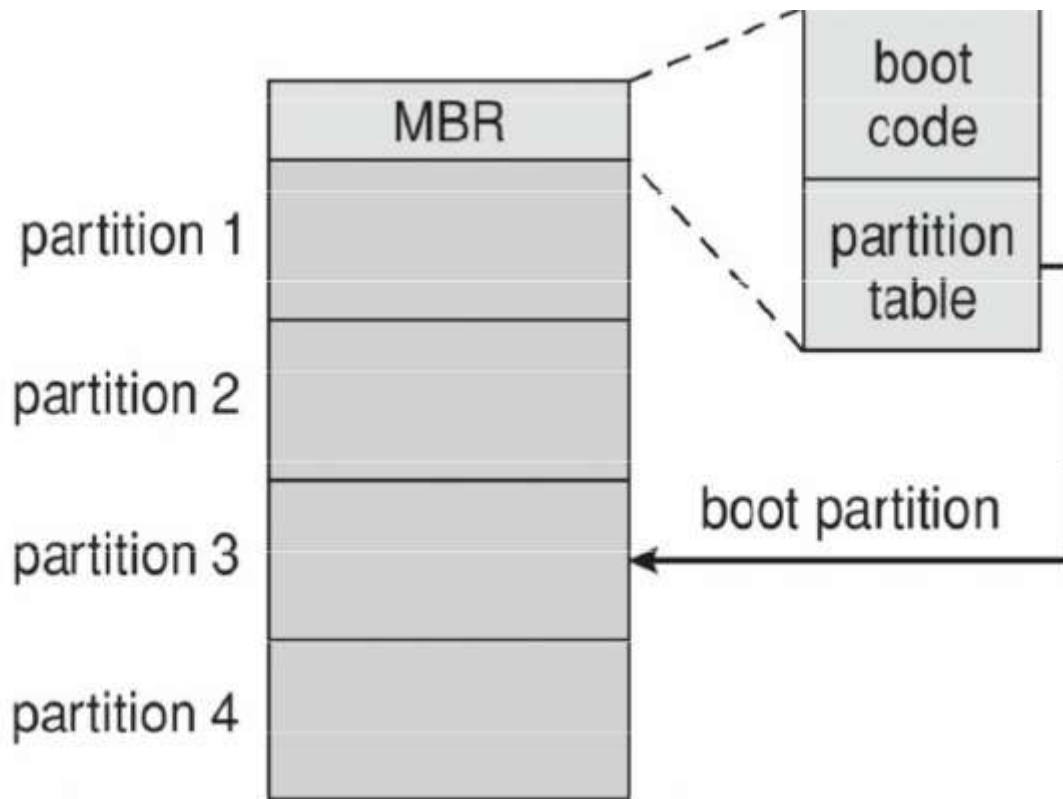 boot
code
MBR
partition 1
partition
table
partition 2
boot partition
partition 3
partition 4